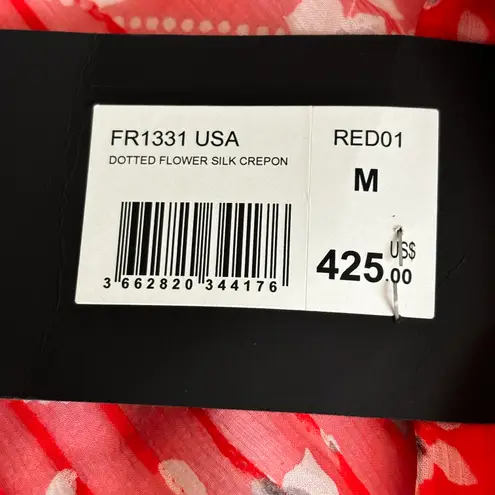 FR1331 USA
DOTTED FLOWER SILK CREPON
3 662820 344176
RED01
M
US$
425.00